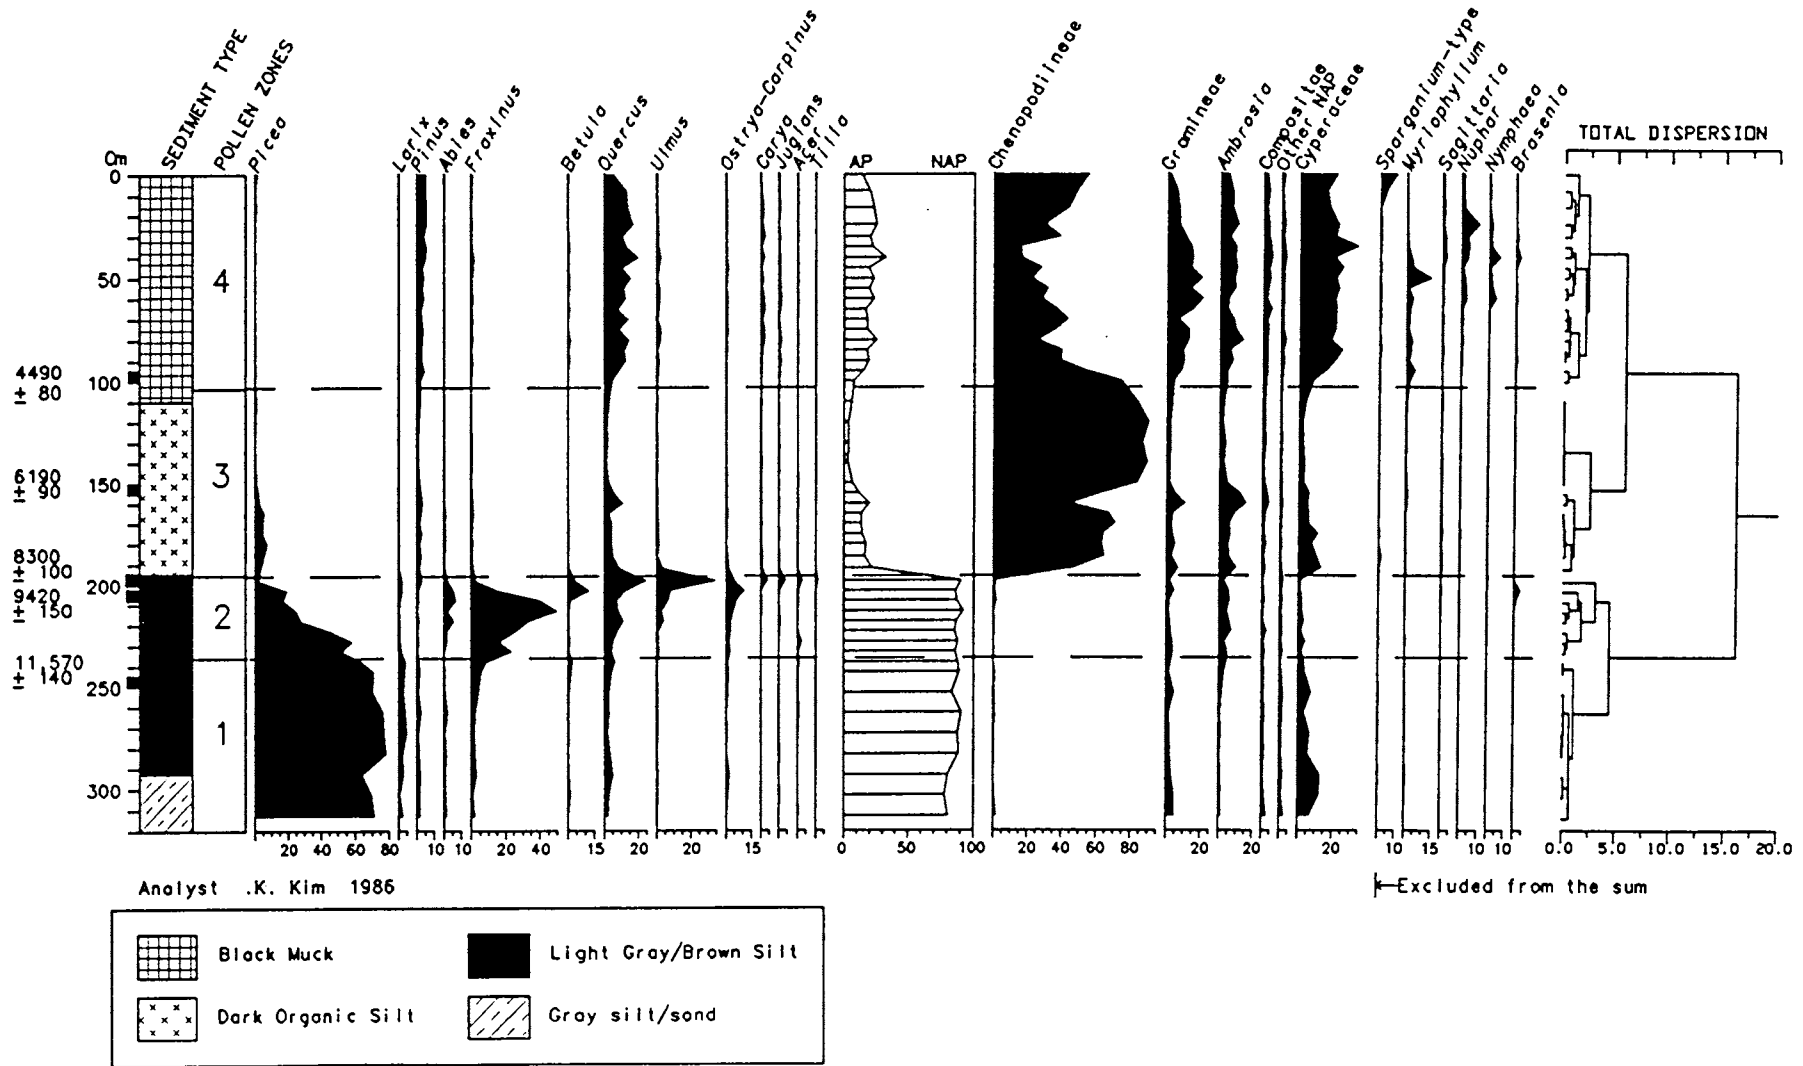 SEDIMENT TYPE
POLLEN ZONES
Picea
Larix
Pinus
Abies
Fraxinus
Betula
Quercus
Ulmus
Ostrya-Carpinus
Carya
Juglans
Acer
Tilia
AP NAP
Chenopodiineae
Gramineae
Ambrosia
Compositae
Other NAP
Cyperaceae
Sparganium-type
Myriophyllum
Sagittaria
Nuphar
Nymphaea
Brasenia
TOTAL DISPERSION
Cm
0
50
100
150
200
250
300
4490
± 80
6190
± 90
8300
± 100
9420
± 150
11,570
± 140
4
3
2
1
20 40 60 80 10 10 20 40 15 20 20 15 0 50 100 20 40 60 80 20 20 20 10 15 10 10 0.0 5.0 10.0 15.0 20.0
Excluded from the sum
Analyst .K. Kim 1986
Black Muck
Light Gray/Brown Silt
Dark Organic Silt
Gray silt/sond